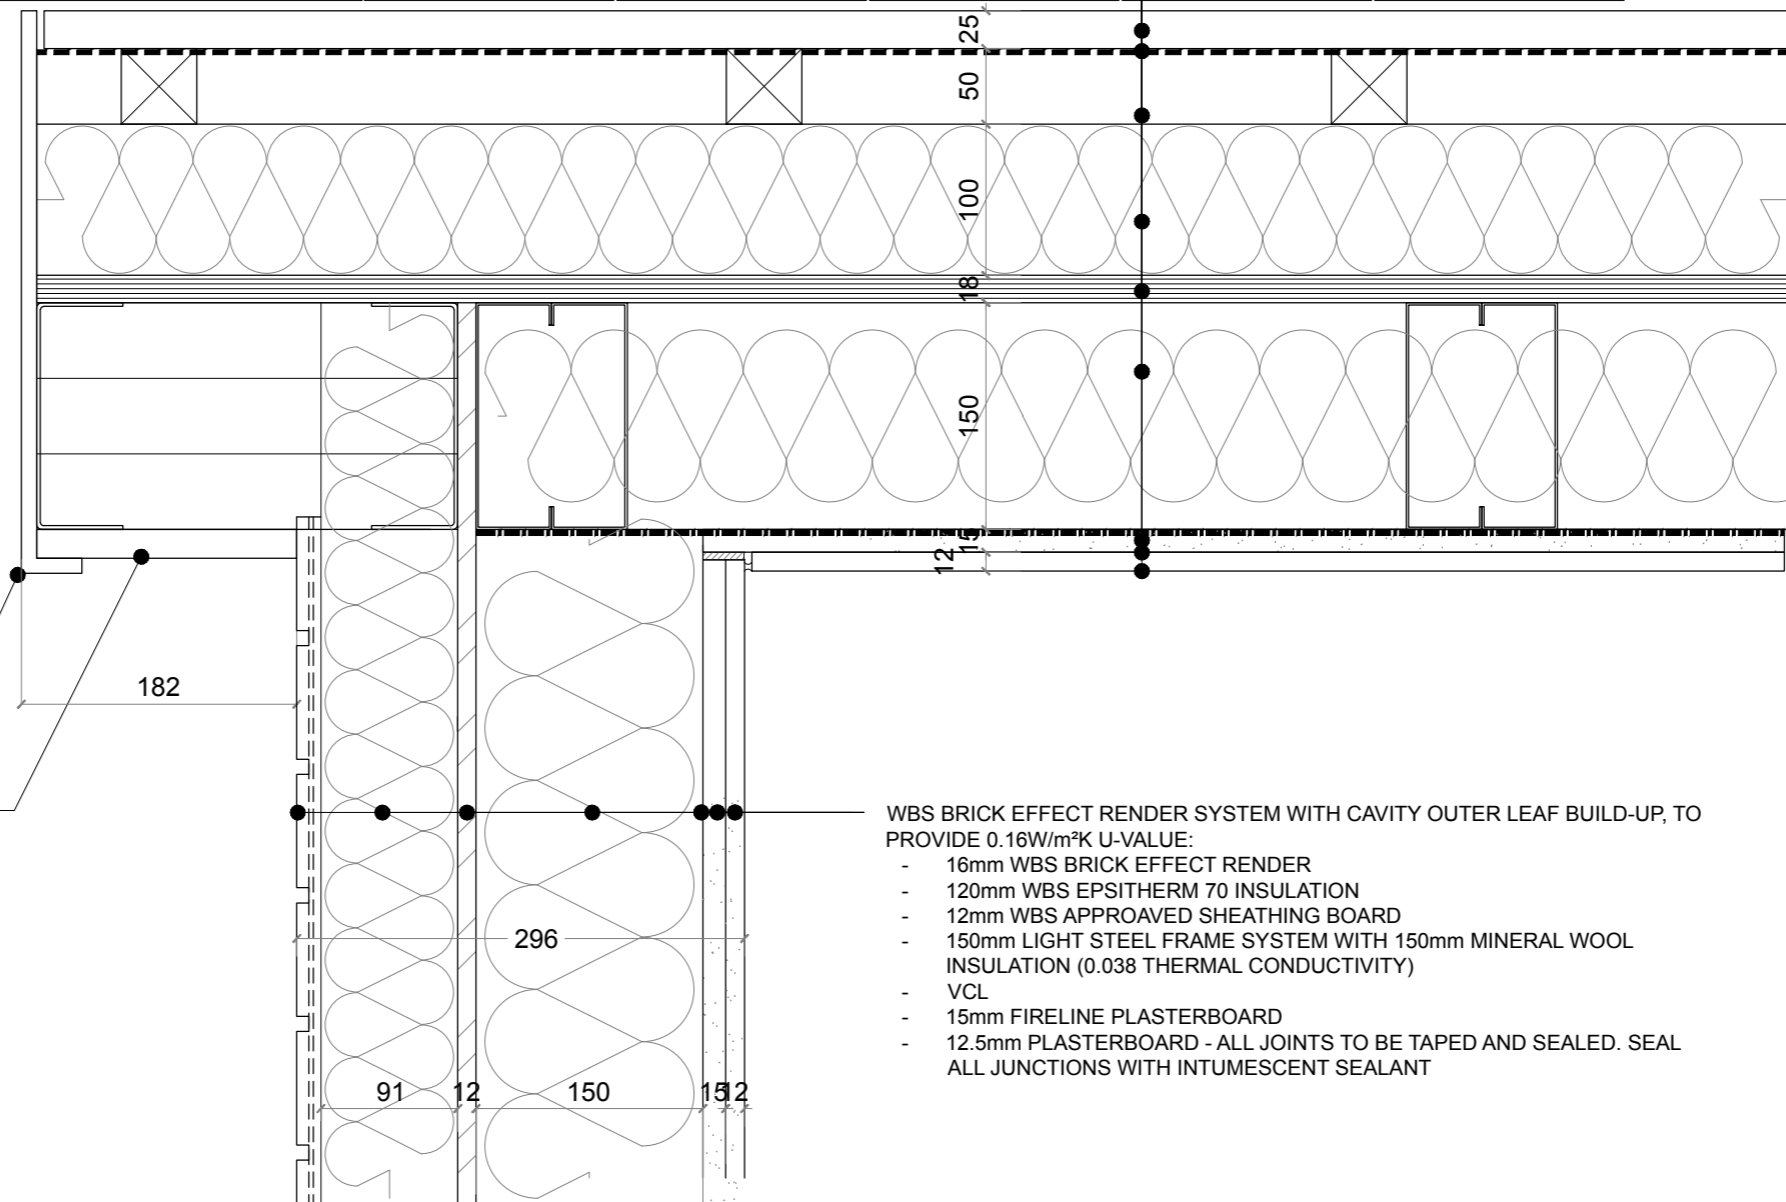 25
50
100
18
150
15
12
182
WBS BRICK EFFECT RENDER SYSTEM WITH CAVITY OUTER LEAF BUILD-UP, TO
PROVIDE 0.16W/m²K U-VALUE:
- 16mm WBS BRICK EFFECT RENDER
- 120mm WBS EPSITHERM 70 INSULATION
- 12mm WBS APPROAVED SHEATHING BOARD
- 150mm LIGHT STEEL FRAME SYSTEM WITH 150mm MINERAL WOOL
INSULATION (0.038 THERMAL CONDUCTIVITY)
- VCL
- 15mm FIRELINE PLASTERBOARD
- 12.5mm PLASTERBOARD - ALL JOINTS TO BE TAPED AND SEALED. SEAL
ALL JUNCTIONS WITH INTUMESCENT SEALANT
296
91 12 150 15 12